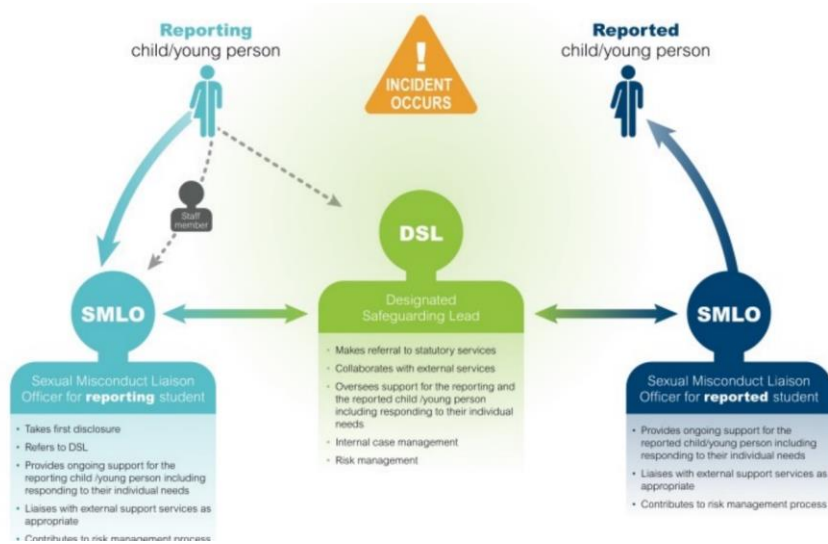 Reporting
child/young person
!
INCIDENT
OCCURS
Reported
child/young person
Staff
member
DSL
SMLO
SMLO
Designated
Safeguarding Lead
Sexual Misconduct Liaison
Officer for reporting student
Sexual Misconduct Liaison
Officer for reported student
• Makes referral to statutory services
• Collaborates with external services
• Oversees support for the reporting and
the reported child /young person
including responding to their individual
needs
• Internal case management
• Risk management
• Takes first disclosure
• Refers to DSL
• Provides ongoing support for the
reporting child /young person including
responding to their individual needs
• Liaises with external support services as
appropriate
• Contributes to risk management process
• Provides ongoing support for the
reported child/young person including
responding to their individual needs
• Liaises with external support services as
appropriate
• Contributes to risk management process